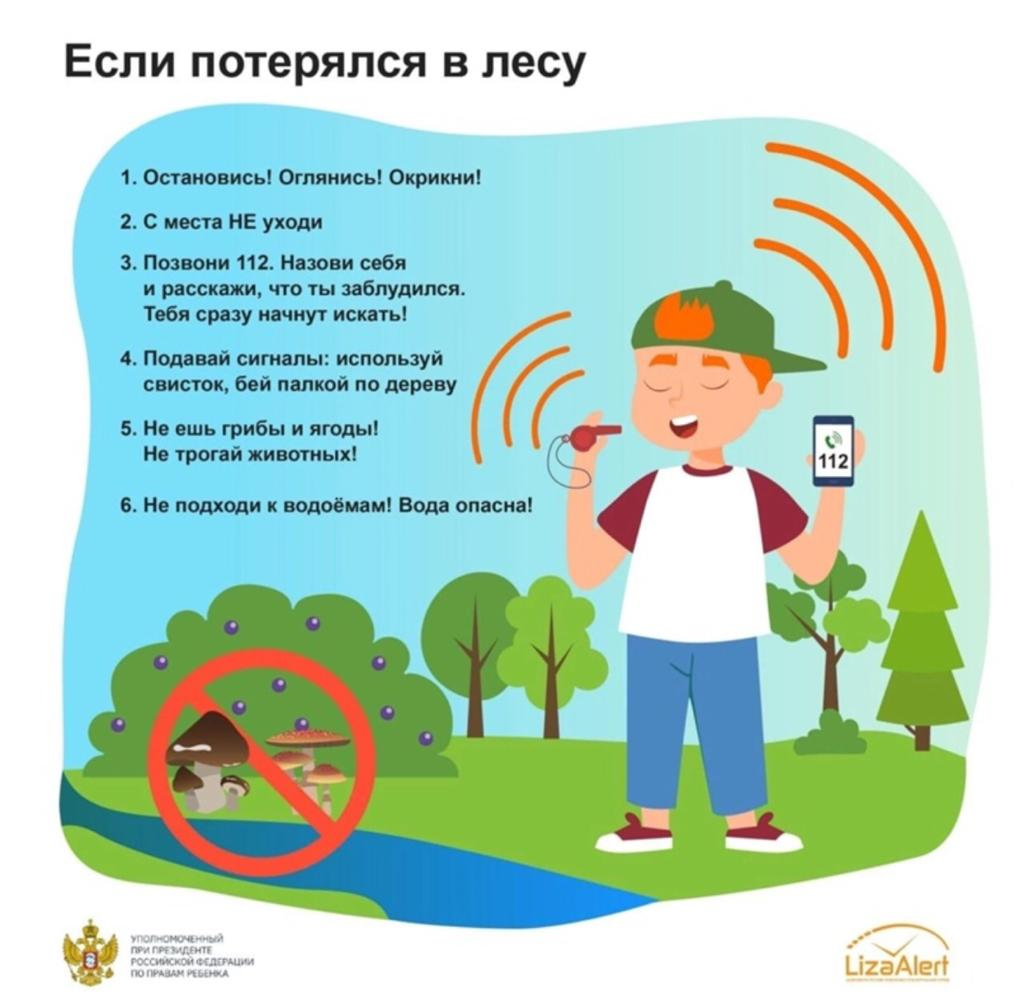 Если потерялся в лесу
1. Остановись! Оглянись! Окрикни!
2. С места НЕ уходи
3. Позвони 112. Назови себя
и расскажи, что ты заблудился.
Тебя сразу начнут искать!
4. Подавай сигналы: используй
свисток, бей палкой по дереву
5. Не ешь грибы и ягоды!
Не трогай животных!
6. Не подходи к водоёмам! Вода опасна!
112
УПОЛНОМОЧЕННЫЙ
ПРИ ПРЕЗИДЕНТЕ
РОССИЙСКОЙ ФЕДЕРАЦИИ
ПО ПРАВАМ РЕБЕНКА
LizaAlert